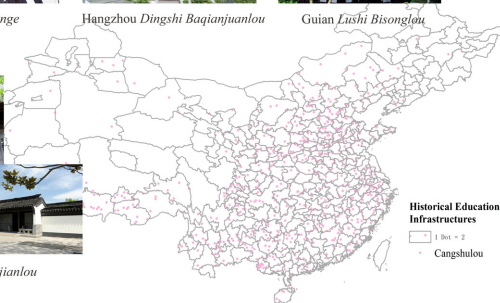 nge
Hangzhou Dingshi Baqianjuanlou
Guian Lushi Bisonglou
Historical Education
Infrastructures
1 Dot = 2
Cangshulou
jianlou